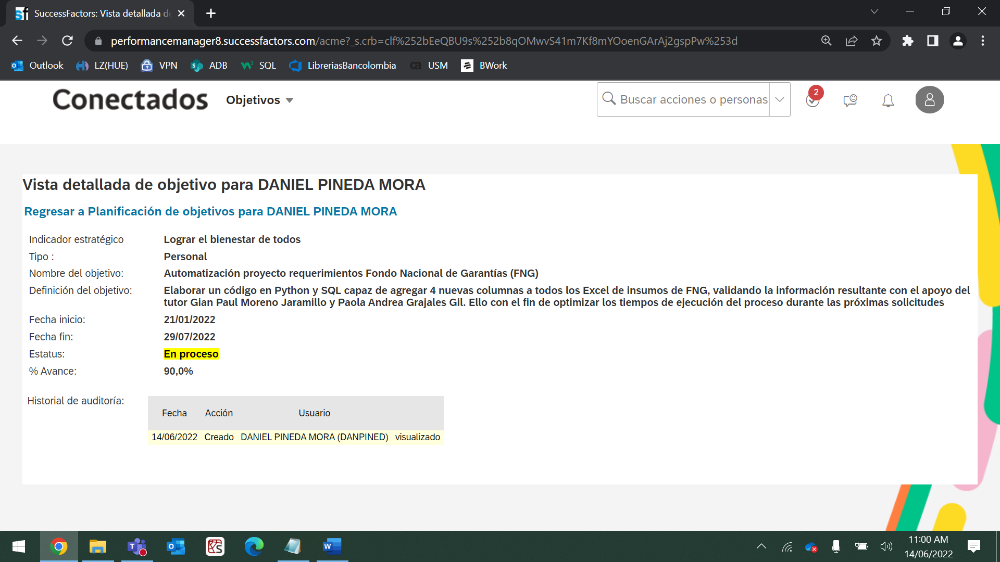 SuccessFactors: Vista detallada de
performancemanager8.successfactors.com/acme?_s.crb=clf%252bEeQBU9s%252b8qOMwvS41m7Kf8mYOoenGArAj2gspPw%253d
Outlook LZ(HUE) VPN ADB SQL LibreriasBancolombia USM BWork
Conectados Objetivos Buscar acciones o personas 2
Vista detallada de objetivo para DANIEL PINEDA MORA
Regresar a Planificación de objetivos para DANIEL PINEDA MORA
Indicador estratégico Lograr el bienestar de todos
Tipo : Personal
Nombre del objetivo: Automatización proyecto requerimientos Fondo Nacional de Garantías (FNG)
Definición del objetivo: Elaborar un código en Python y SQL capaz de agregar 4 nuevas columnas a todos los Excel de insumos de FNG, validando la información resultante con el apoyo del
tutor Gian Paul Moreno Jaramillo y Paola Andrea Grajales Gil. Ello con el fin de optimizar los tiempos de ejecución del proceso durante las próximas solicitudes
Fecha inicio: 21/01/2022
Fecha fin: 29/07/2022
Estatus: En proceso
% Avance: 90,0%
Historial de auditoría:
Fecha Acción Usuario
14/06/2022 Creado DANIEL PINEDA MORA (DANPINED) visualizado
11:00 AM
14/06/2022